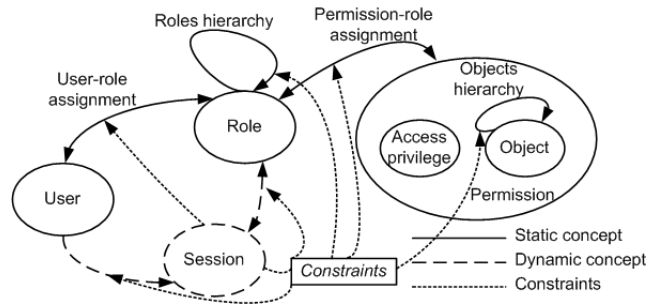 Roles hierarchy
Permission-role
assignment
User-role
assignment
Objects
hierarchy
Role
Access
privilege
Object
User
Permission
Session
Constraints
Static concept
Dynamic concept
Constraints